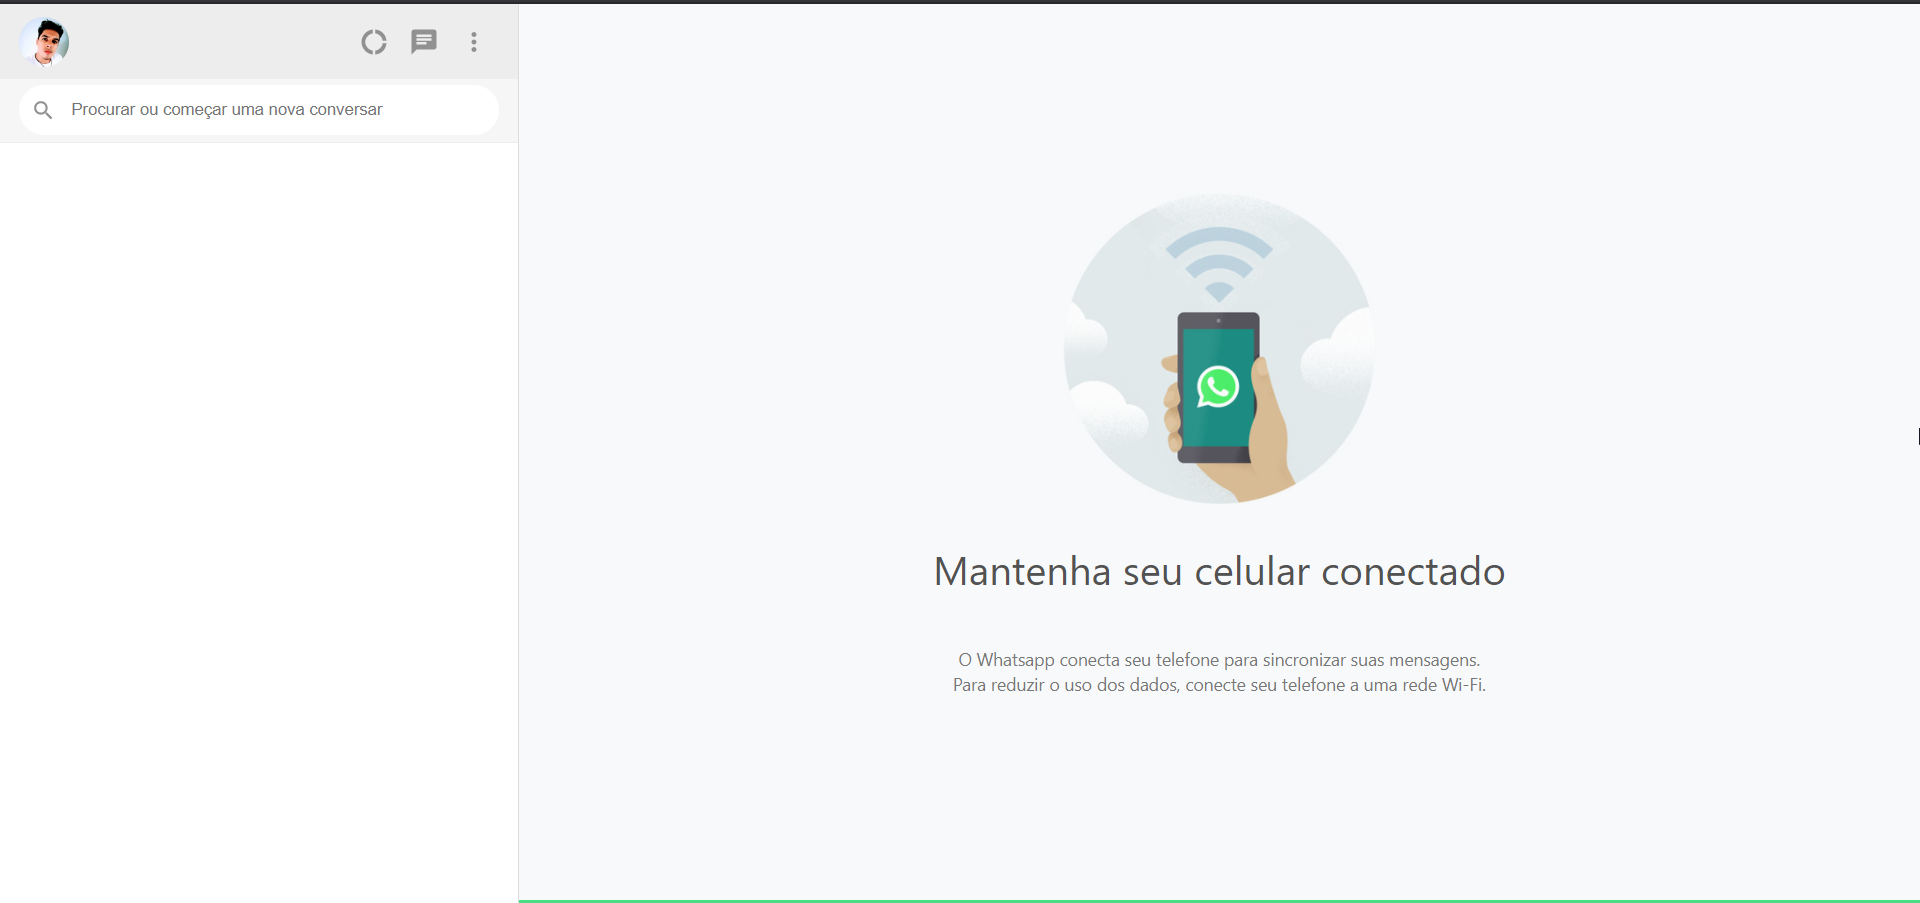 Procurar ou começar uma nova conversar
Mantenha seu celular conectado
O Whatsapp conecta seu telefone para sincronizar suas mensagens.
Para reduzir o uso dos dados, conecte seu telefone a uma rede Wi-Fi.